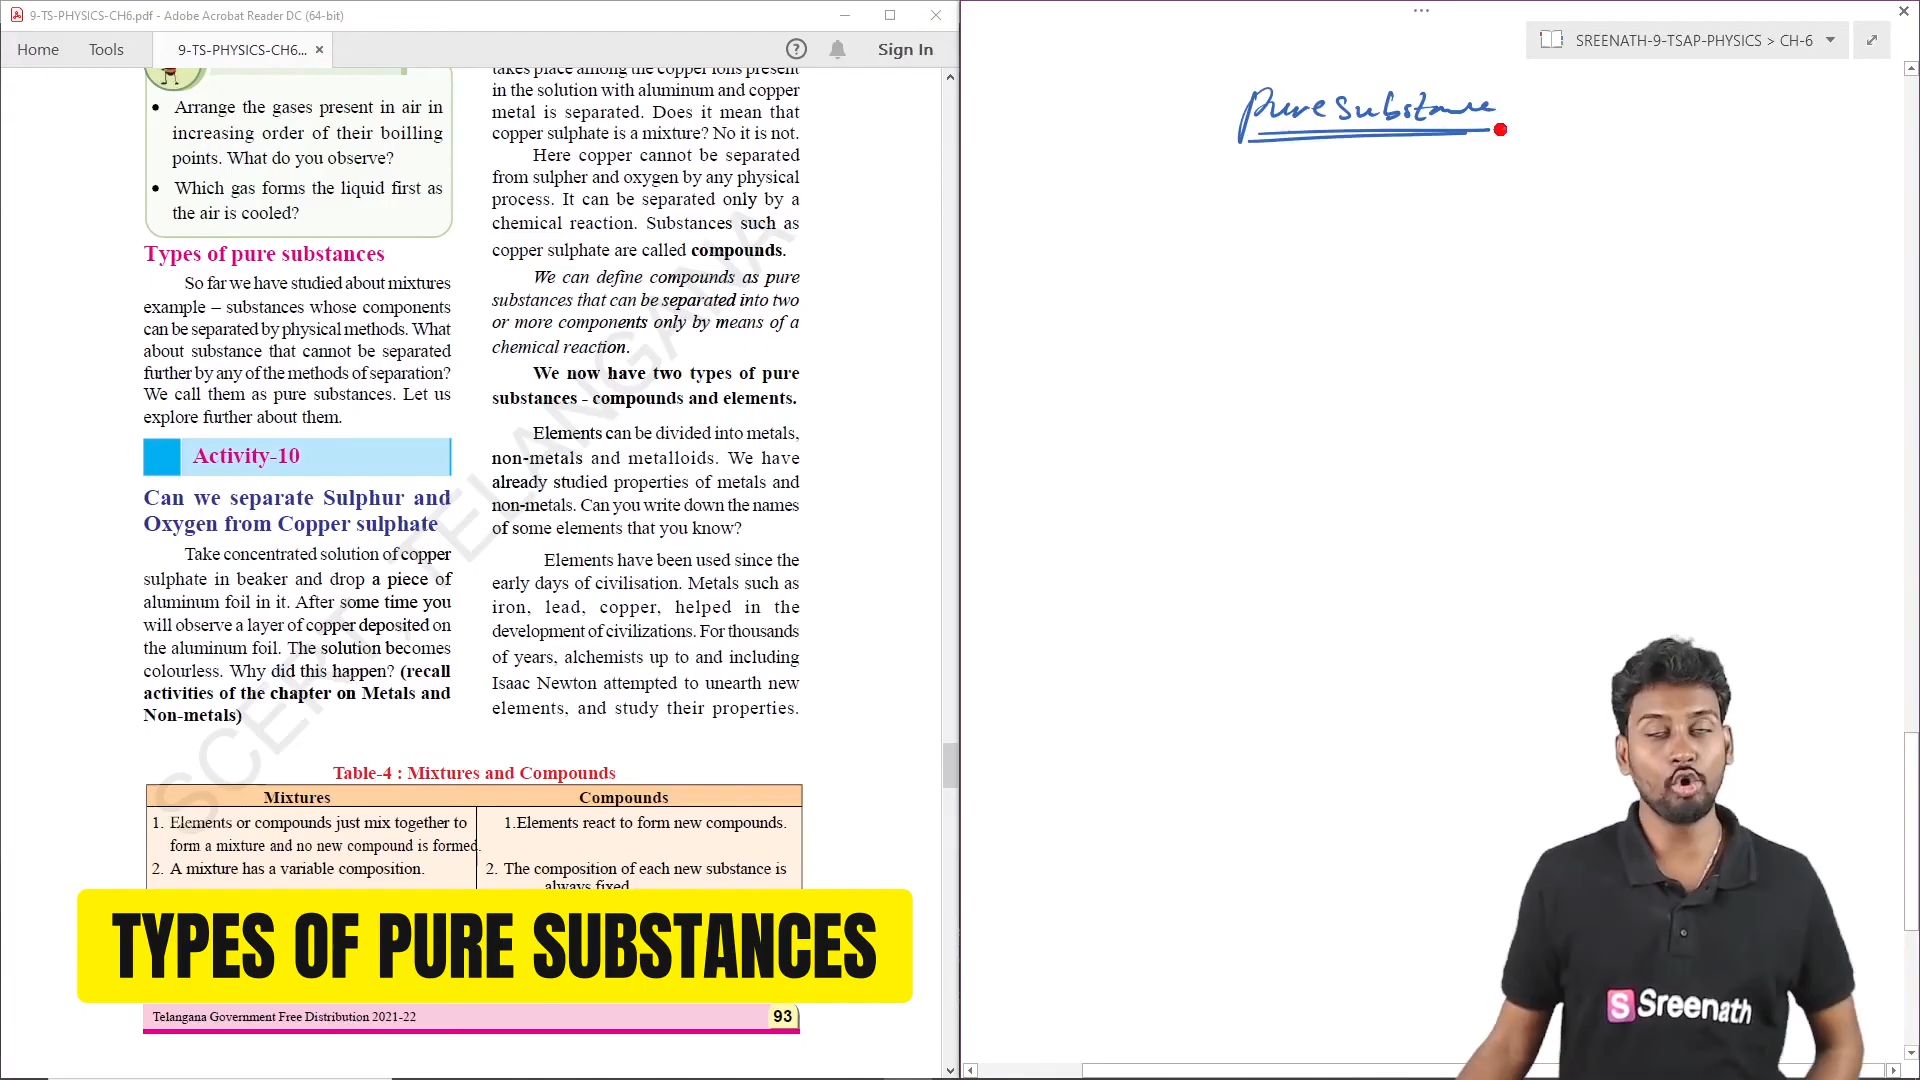 9-TS-PHYSICS-CH6.pdf - Adobe Acrobat Reader DC (64-bit)
Home Tools 9-TS-PHYSICS-CH6... × ? Sign In
• Arrange the gases present in air in
increasing order of their boilling
points. What do you observe?
• Which gas forms the liquid first as
the air is cooled?
Types of pure substances
So far we have studied about mixtures
example – substances whose components
can be separated by physical methods. What
about substance that cannot be separated
further by any of the methods of separation?
We call them as pure substances. Let us
explore further about them.
Activity-10
Can we separate Sulphur and
Oxygen from Copper sulphate
Take concentrated solution of copper
sulphate in beaker and drop a piece of
aluminum foil in it. After some time you
will observe a layer of copper deposited on
the aluminum foil. The solution becomes
colourless. Why did this happen? (recall
activities of the chapter on Metals and
Non-metals)
takes place among the copper ions present
in the solution with aluminum and copper
metal is separated. Does it mean that
copper sulphate is a mixture? No it is not.
Here copper cannot be separated
from sulpher and oxygen by any physical
process. It can be separated only by a
chemical reaction. Substances such as
copper sulphate are called compounds.
We can define compounds as pure
substances that can be separated into two
or more components only by means of a
chemical reaction.
We now have two types of pure
substances - compounds and elements.
Elements can be divided into metals,
non-metals and metalloids. We have
already studied properties of metals and
non-metals. Can you write down the names
of some elements that you know?
Elements have been used since the
early days of civilisation. Metals such as
iron, lead, copper, helped in the
development of civilizations. For thousands
of years, alchemists up to and including
Isaac Newton attempted to unearth new
elements, and study their properties.
SCERT, TELANGANA
Table-4 : Mixtures and Compounds
Mixtures Compounds
1. Elements or compounds just mix together to
form a mixture and no new compound is formed.
1.Elements react to form new compounds.
2. A mixture has a variable composition.
2. The composition of each new substance is
always fixed.
TYPES OF PURE SUBSTANCES
Telangana Government Free Distribution 2021-22 93
SREENATH-9-TSAP-PHYSICS > CH-6
pure substance
S Sreenath